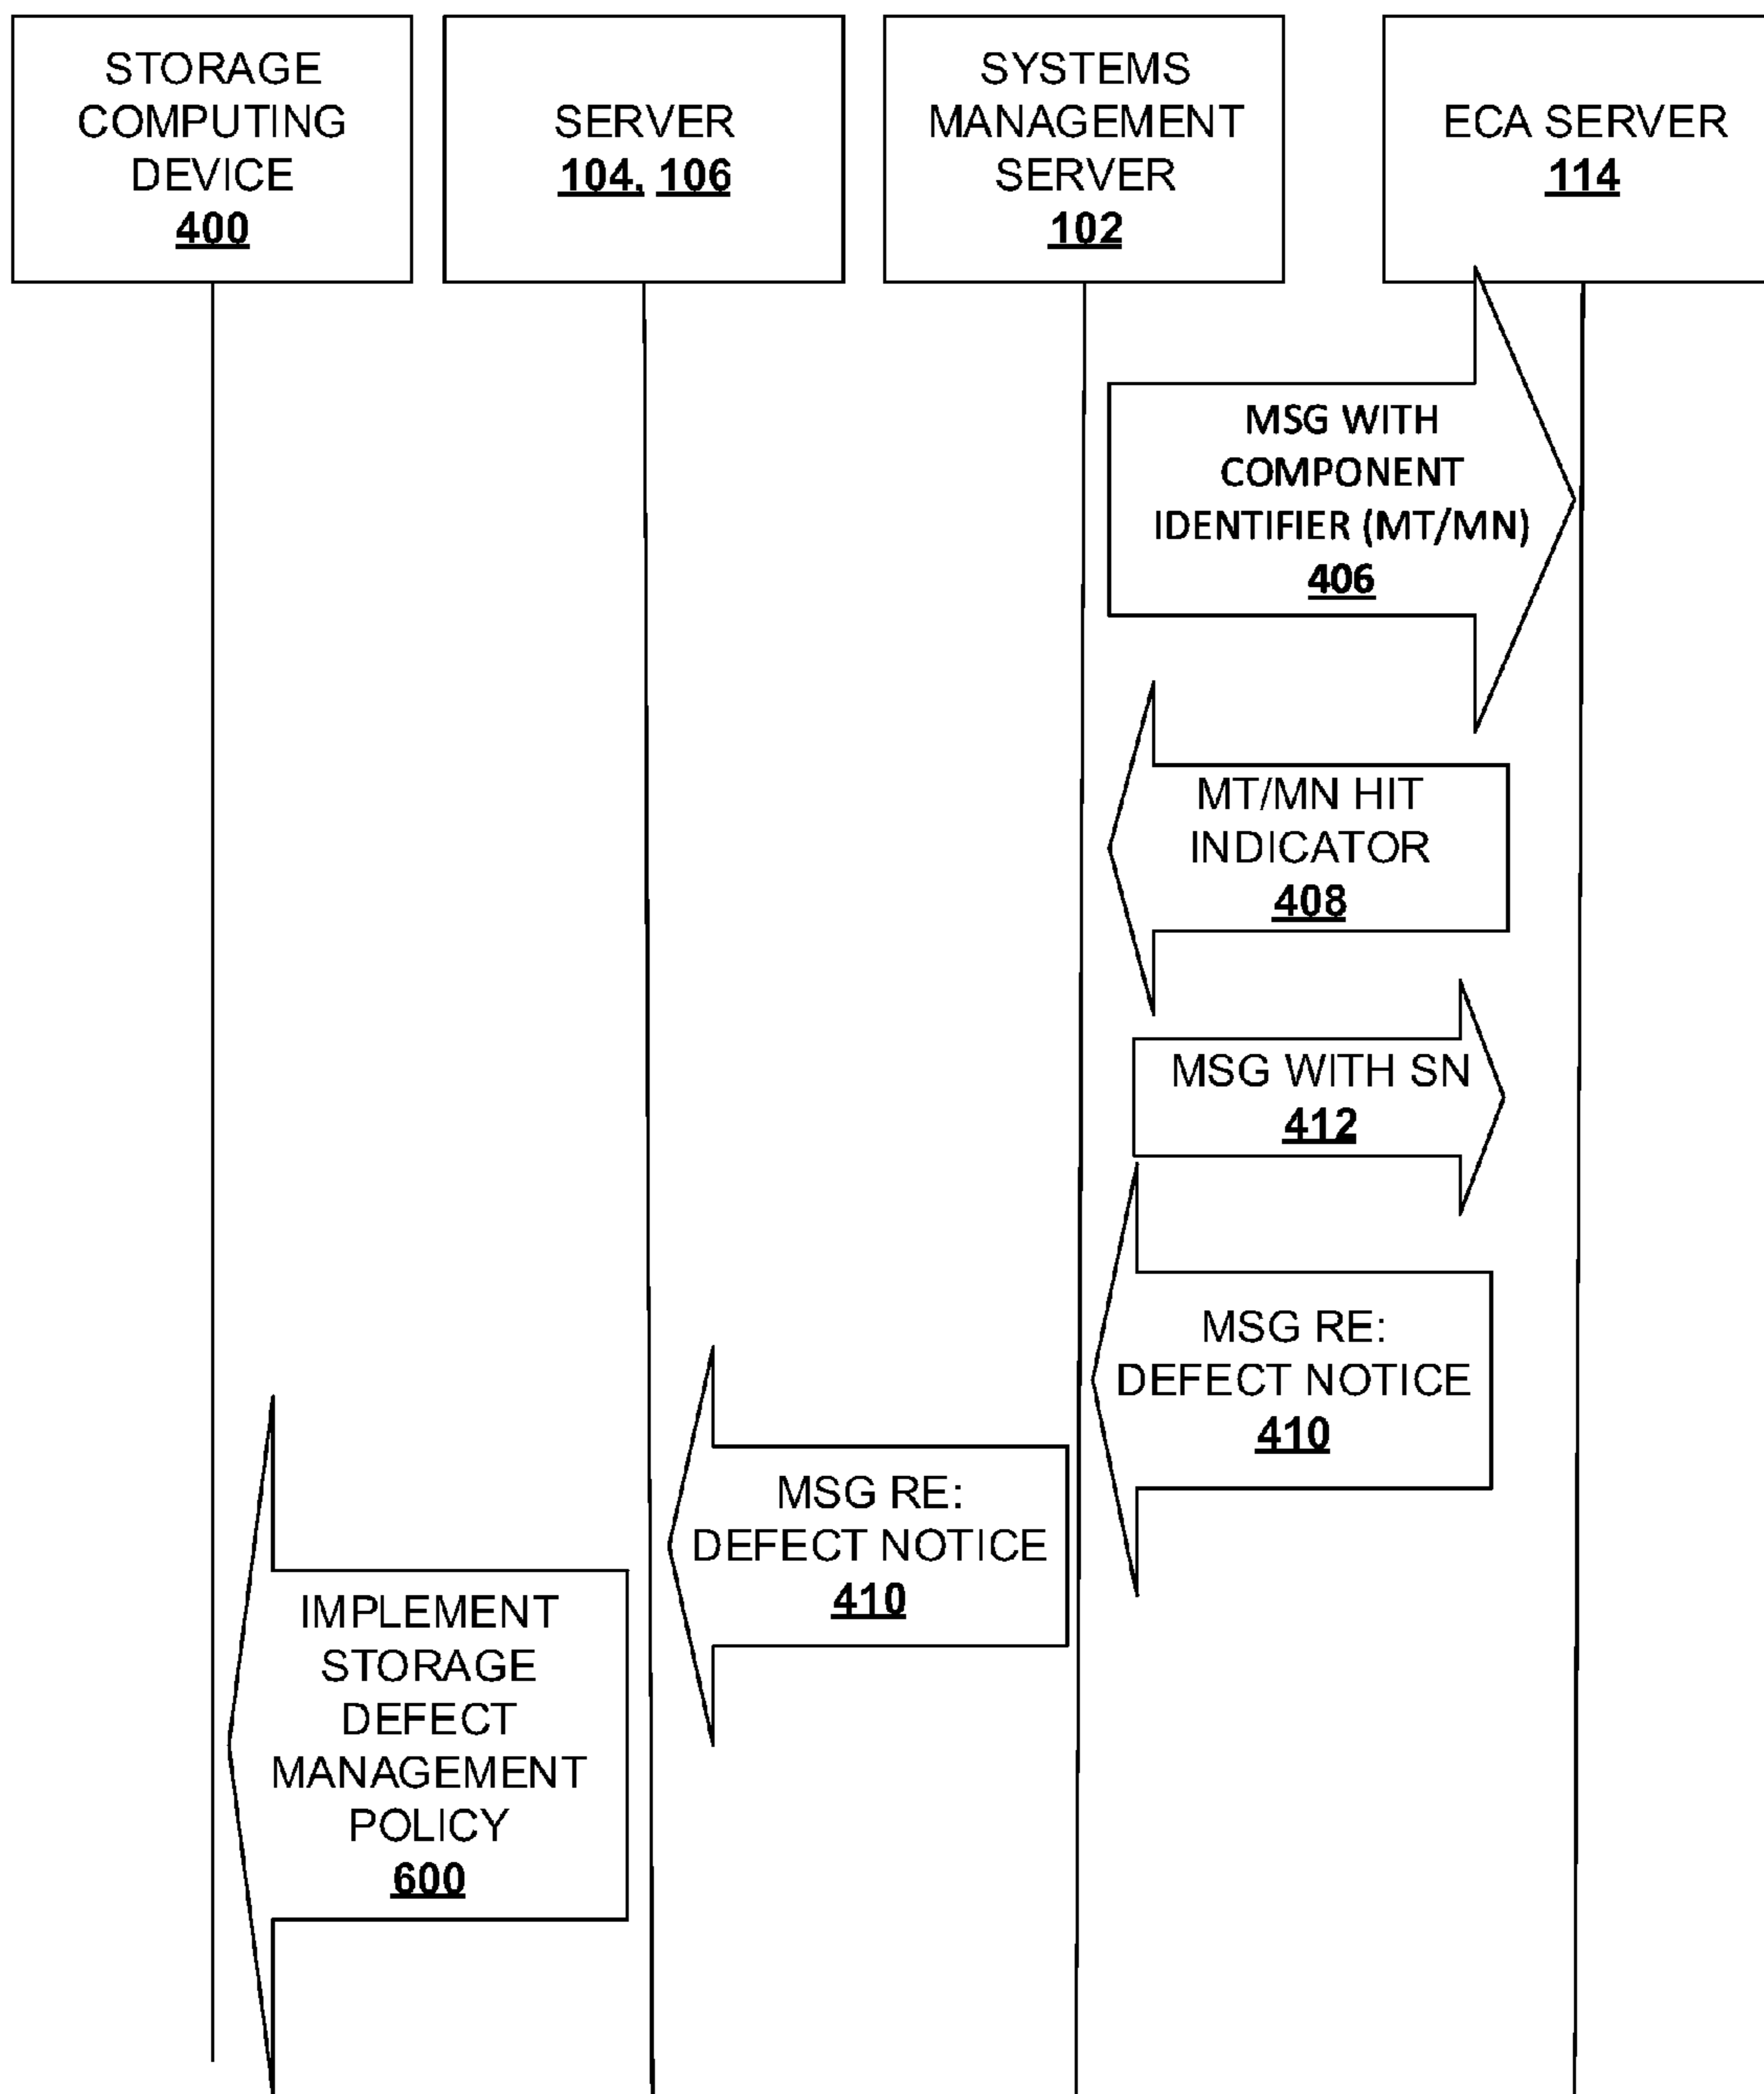 STORAGE
COMPUTING
DEVICE
400
SERVER
104, 106
SYSTEMS
MANAGEMENT
SERVER
102
ECA SERVER
114
MSG WITH
COMPONENT
IDENTIFIER (MT/MN)
406
MT/MN HIT
INDICATOR
408
MSG WITH SN
412
MSG RE:
DEFECT NOTICE
410
MSG RE:
DEFECT NOTICE
410
IMPLEMENT
STORAGE
DEFECT
MANAGEMENT
POLICY
600